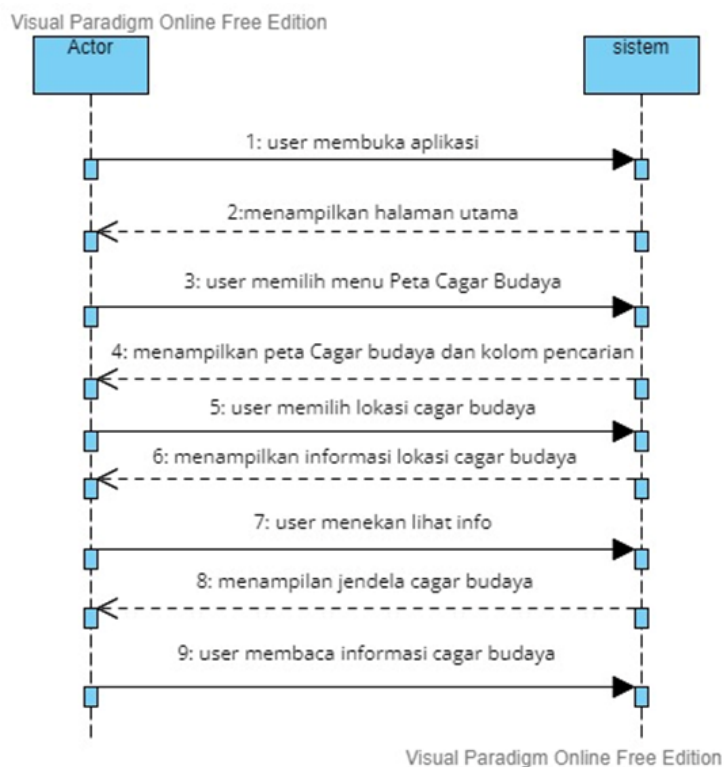 Visual Paradigm Online Free Edition
Actor
sistem
1: user membuka aplikasi
2:menampilkan halaman utama
3: user memilih menu Peta Cagar Budaya
4: menampilkan peta Cagar budaya dan kolom pencarian
5: user memilih lokasi cagar budaya
6: menampilkan informasi lokasi cagar budaya
7: user menekan lihat info
8: menampilan jendela cagar budaya
9: user membaca informasi cagar budaya
Visual Paradigm Online Free Edition